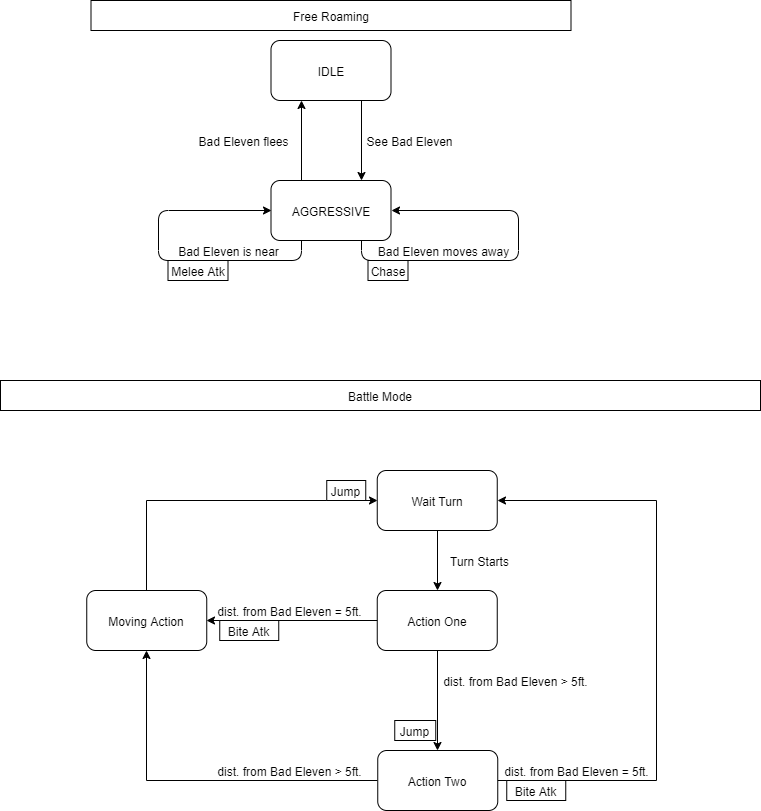 Free Roaming
IDLE
Bad Eleven flees
See Bad Eleven
AGGRESSIVE
Bad Eleven is near
Bad Eleven moves away
Melee Atk
Chase
Battle Mode
Jump
Wait Turn
Turn Starts
dist. from Bad Eleven = 5ft.
Moving Action
Action One
Bite Atk
dist. from Bad Eleven > 5ft.
Jump
dist. from Bad Eleven > 5ft.
dist. from Bad Eleven = 5ft.
Action Two
Bite Atk